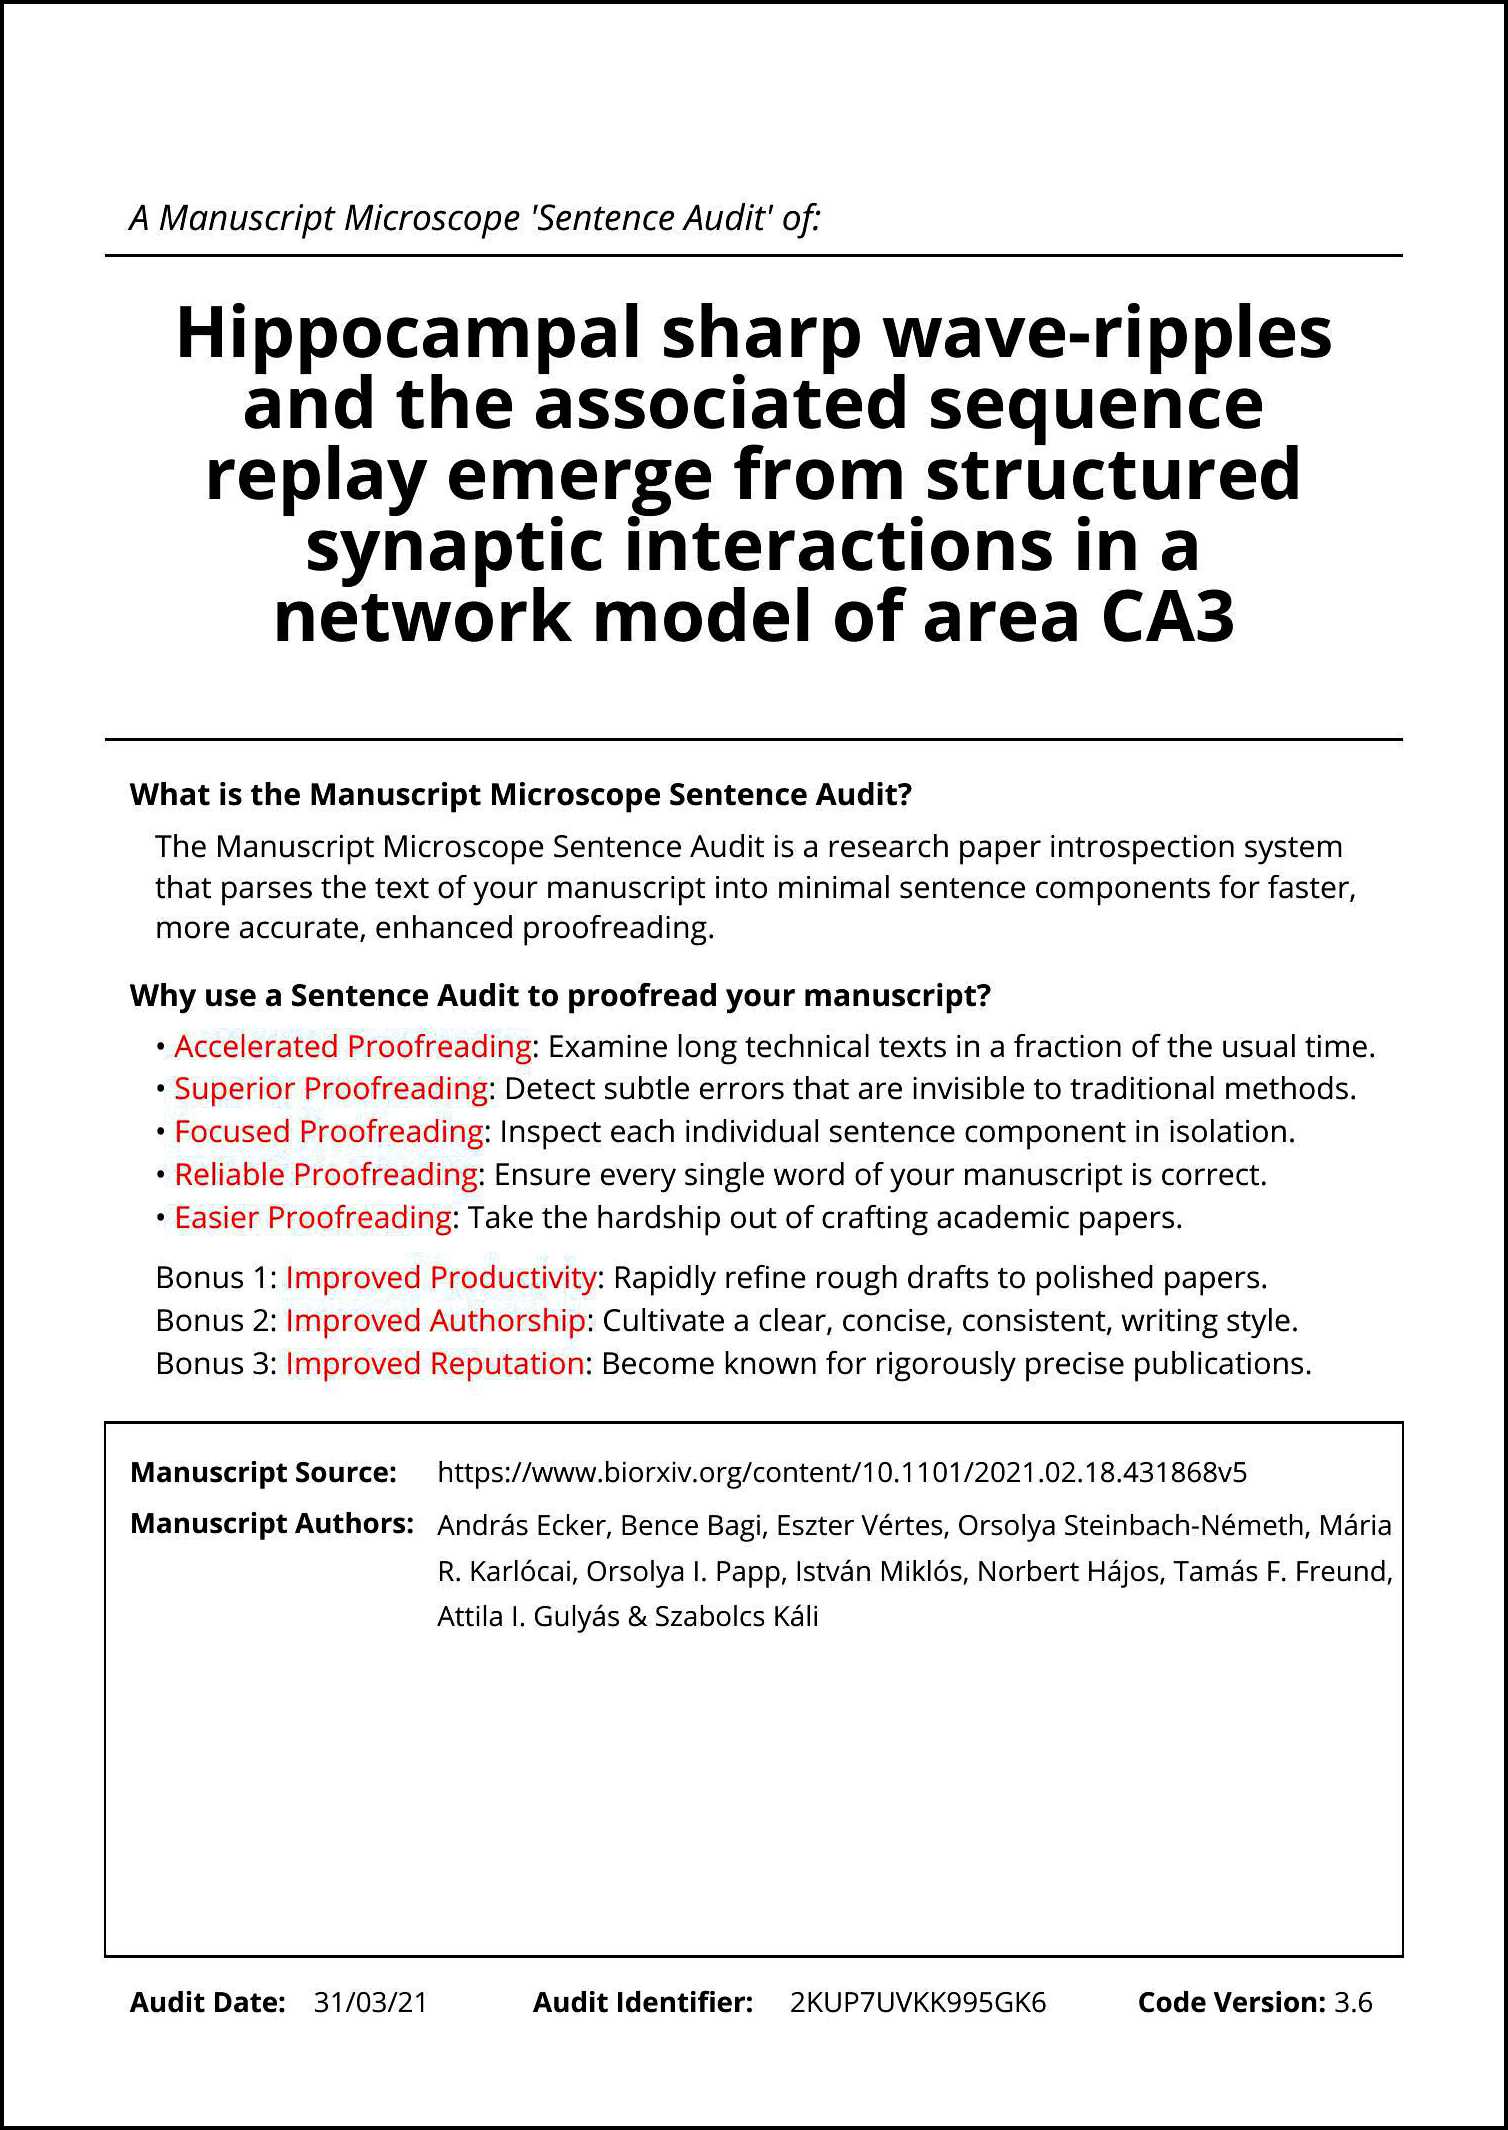 A Manuscript Microscope 'Sentence Audit' of:
Hippocampal sharp wave-ripples
and the associated sequence
replay emerge from structured
synaptic interactions in a
network model of area CA3
What is the Manuscript Microscope Sentence Audit?
The Manuscript Microscope Sentence Audit is a research paper introspection system
that parses the text of your manuscript into minimal sentence components for faster,
more accurate, enhanced proofreading.
Why use a Sentence Audit to proofread your manuscript?
• Accelerated Proofreading: Examine long technical texts in a fraction of the usual time.
• Superior Proofreading: Detect subtle errors that are invisible to traditional methods.
• Focused Proofreading: Inspect each individual sentence component in isolation.
• Reliable Proofreading: Ensure every single word of your manuscript is correct.
• Easier Proofreading: Take the hardship out of crafting academic papers.
Bonus 1: Improved Productivity: Rapidly refine rough drafts to polished papers.
Bonus 2: Improved Authorship: Cultivate a clear, concise, consistent, writing style.
Bonus 3: Improved Reputation: Become known for rigorously precise publications.
Manuscript Source: https://www.biorxiv.org/content/10.1101/2021.02.18.431868v5
Manuscript Authors: András Ecker, Bence Bagi, Eszter Vértes, Orsolya Steinbach-Németh, Mária
R. Karlócai, Orsolya I. Papp, István Miklós, Norbert Hájos, Tamás F. Freund,
Attila I. Gulyás & Szabolcs Káli
Audit Date: 31/03/21 Audit Identifier: 2KUP7UVKK995GK6 Code Version: 3.6